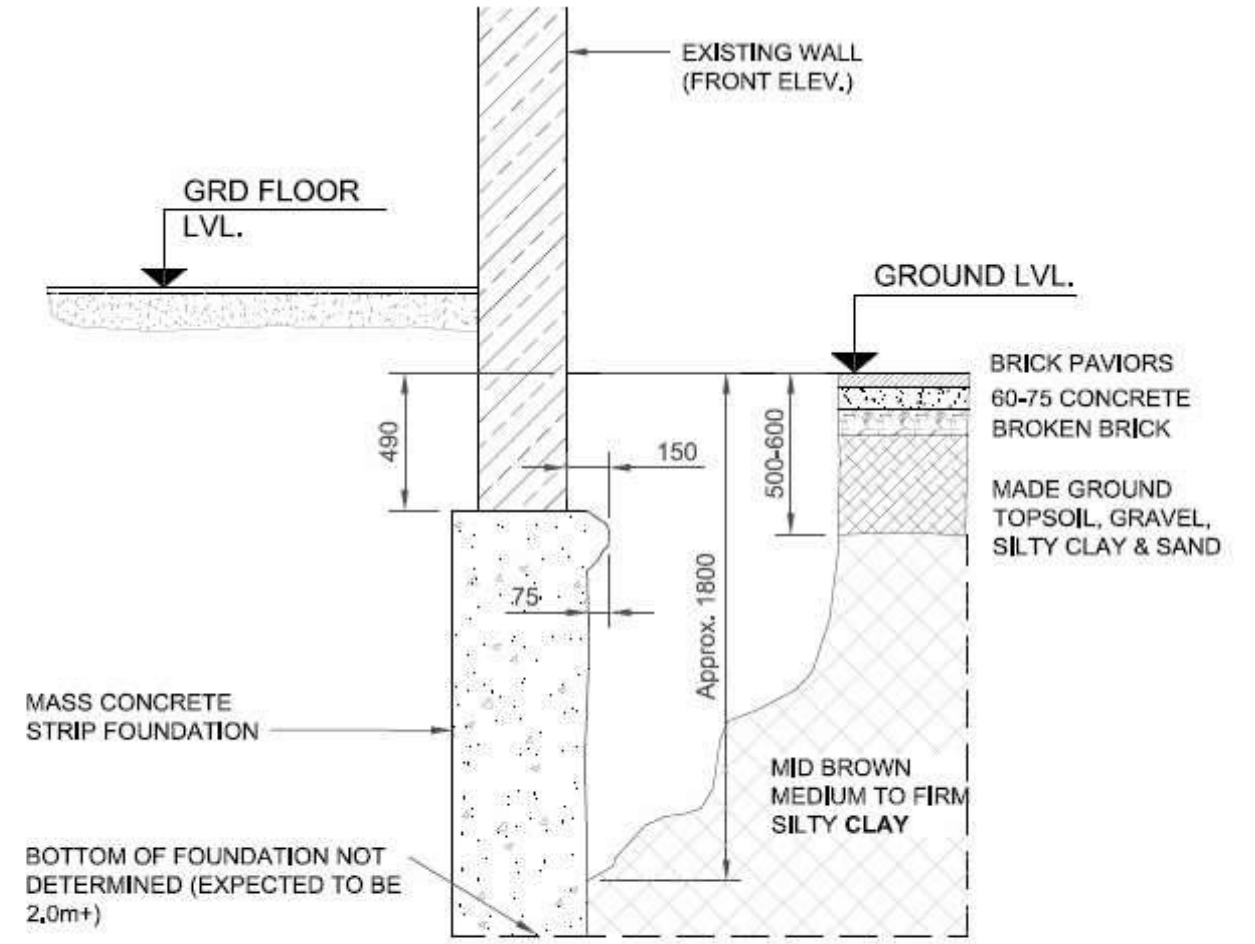 EXISTING WALL
(FRONT ELEV.)
GRD FLOOR
LVL.
GROUND LVL.
BRICK PAVIORS
60-75 CONCRETE
BROKEN BRICK
490
150
500-600
MADE GROUND
TOPSOIL, GRAVEL,
SILTY CLAY & SAND
75
Approx. 1800
MASS CONCRETE
STRIP FOUNDATION
MID BROWN
MEDIUM TO FIRM
SILTY CLAY
BOTTOM OF FOUNDATION NOT
DETERMINED (EXPECTED TO BE
2.0m+)